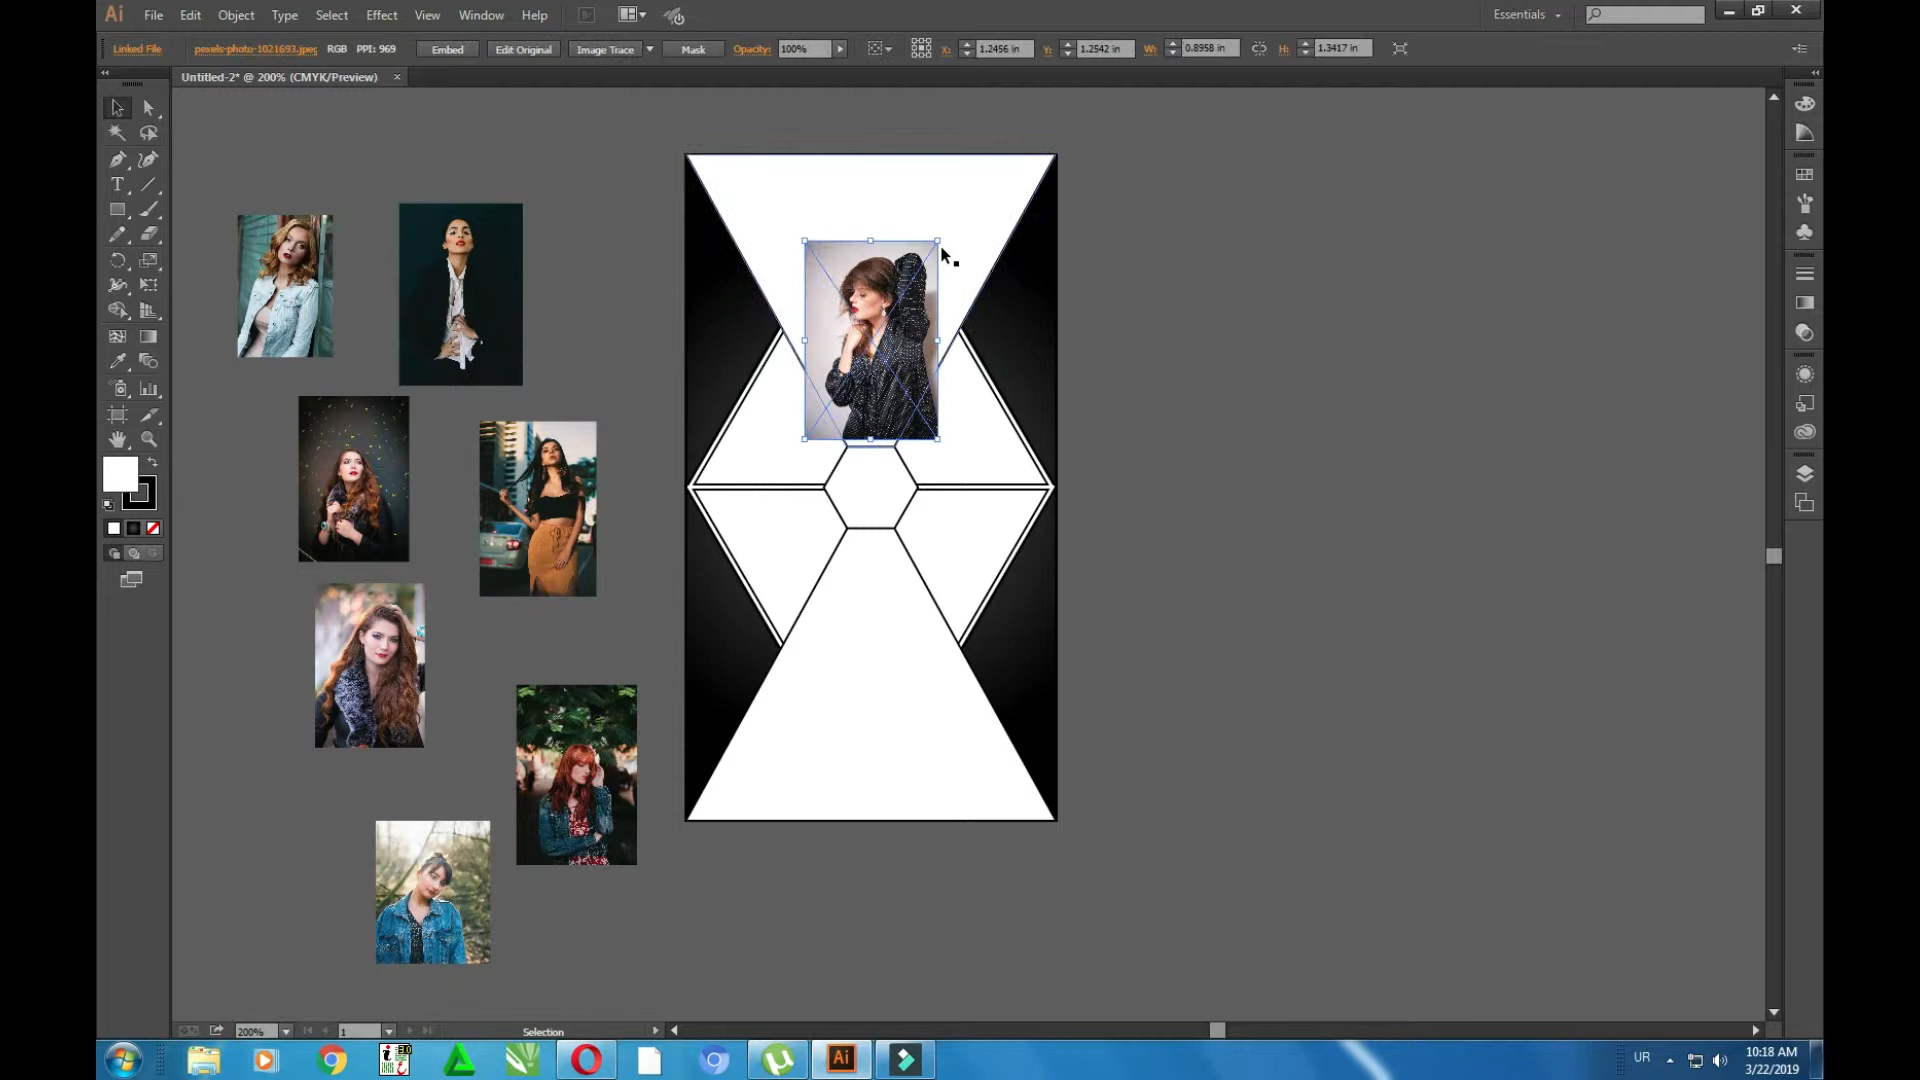 Ai File Edit Object Type Select Effect View Window Help Br Essentials
Linked File pexels-photo-1021693.jpeg RGB PPI: 969 Embed Edit Original Image Trace Mask Opacity: 100% X: 1.2456 in Y: 1.2542 in W: 0.8958 in H: 1.3417 in
Untitled-2* @ 200% (CMYK/Preview) ×
T
200% 1 Selection
Ai UR 10:18 AM
3/22/2019